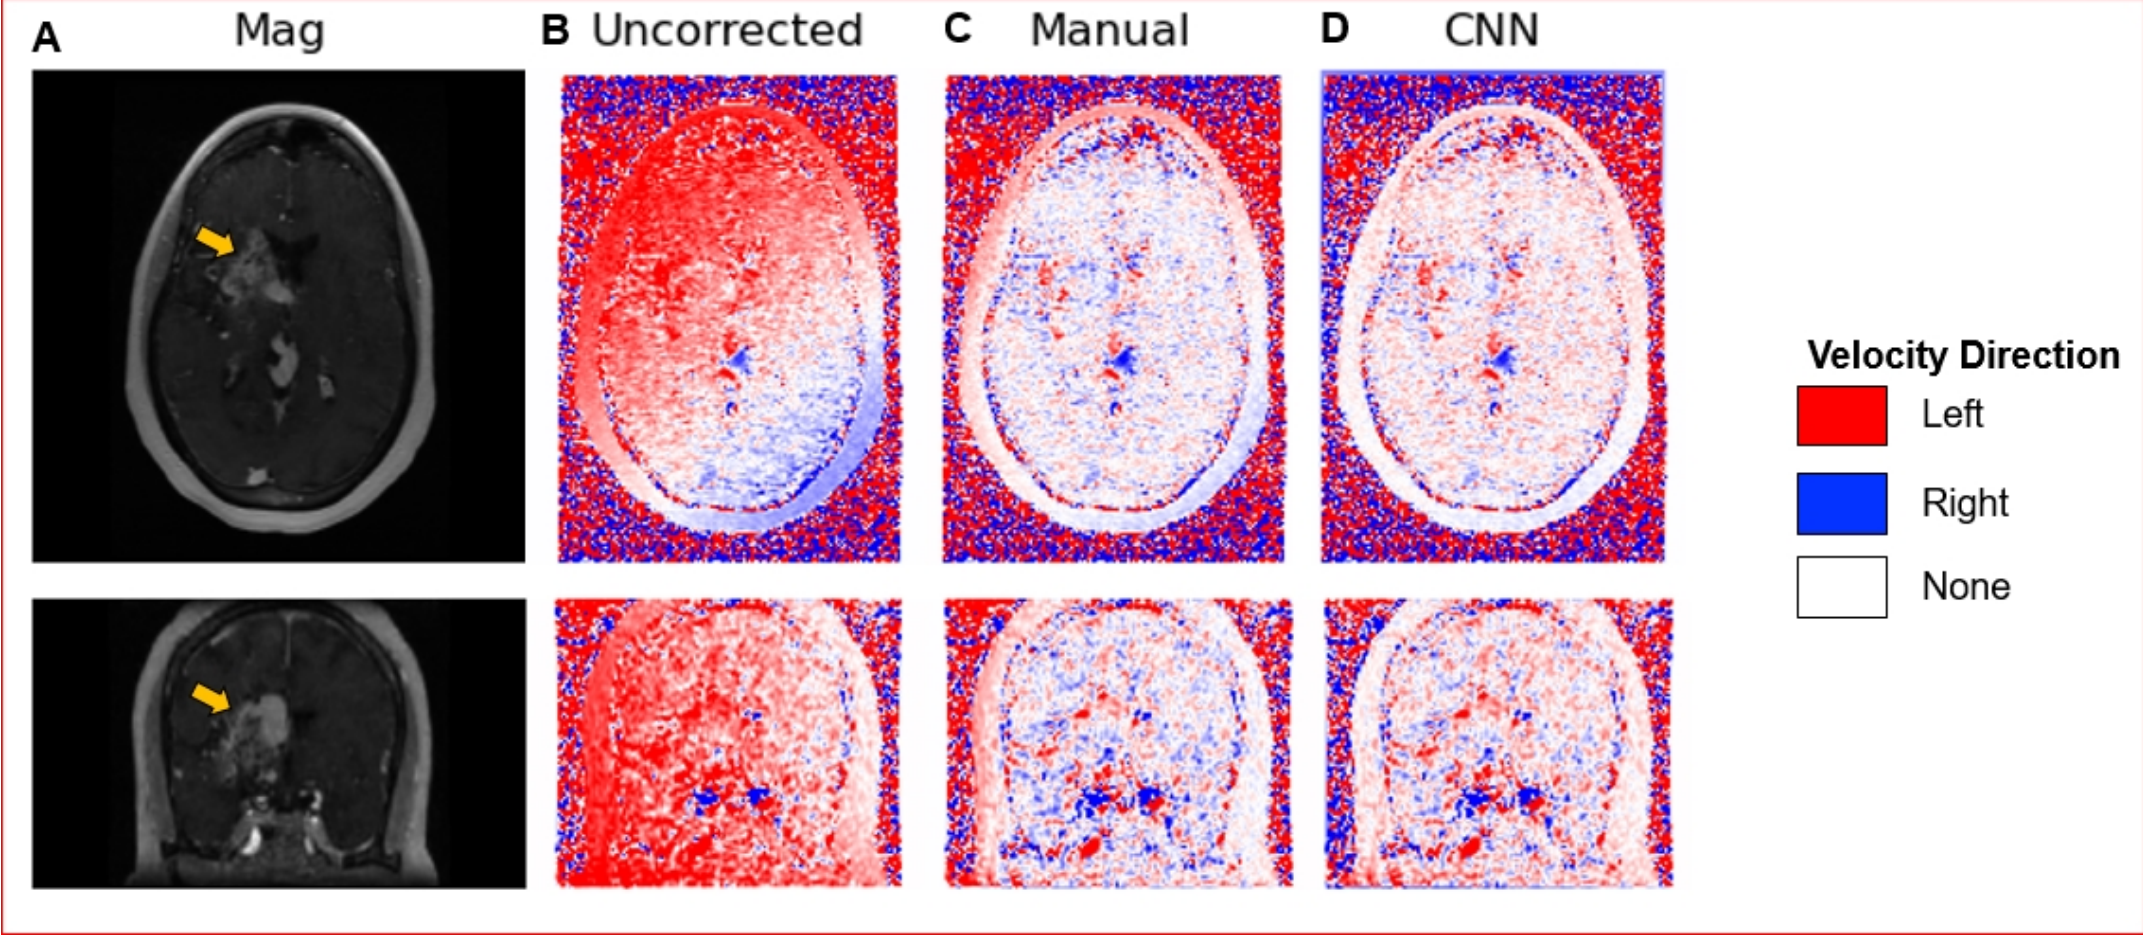 A Mag
B Uncorrected
C Manual
D CNN
Velocity Direction
Left
Right
None